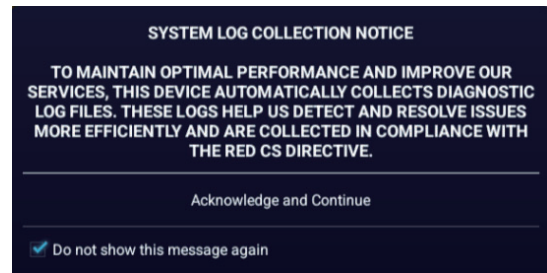 SYSTEM LOG COLLECTION NOTICE
TO MAINTAIN OPTIMAL PERFORMANCE AND IMPROVE OUR
SERVICES, THIS DEVICE AUTOMATICALLY COLLECTS DIAGNOSTIC
LOG FILES. THESE LOGS HELP US DETECT AND RESOLVE ISSUES
MORE EFFICIENTLY AND ARE COLLECTED IN COMPLIANCE WITH
THE RED CS DIRECTIVE.
Acknowledge and Continue
Do not show this message again